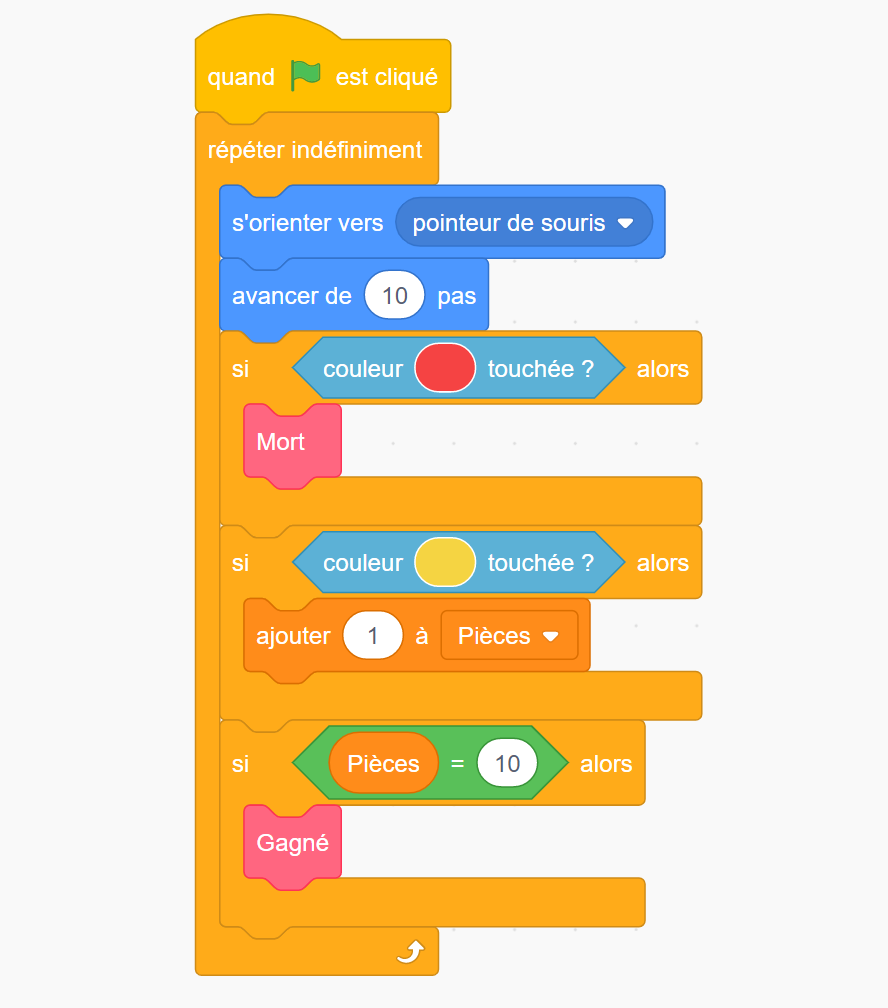 quand est cliqué
répéter indéfiniment
s'orienter vers pointeur de souris
avancer de 10 pas
si couleur touchée ? alors
Mort
si couleur touchée ? alors
ajouter 1 à Pièces
si Pièces = 10 alors
Gagné